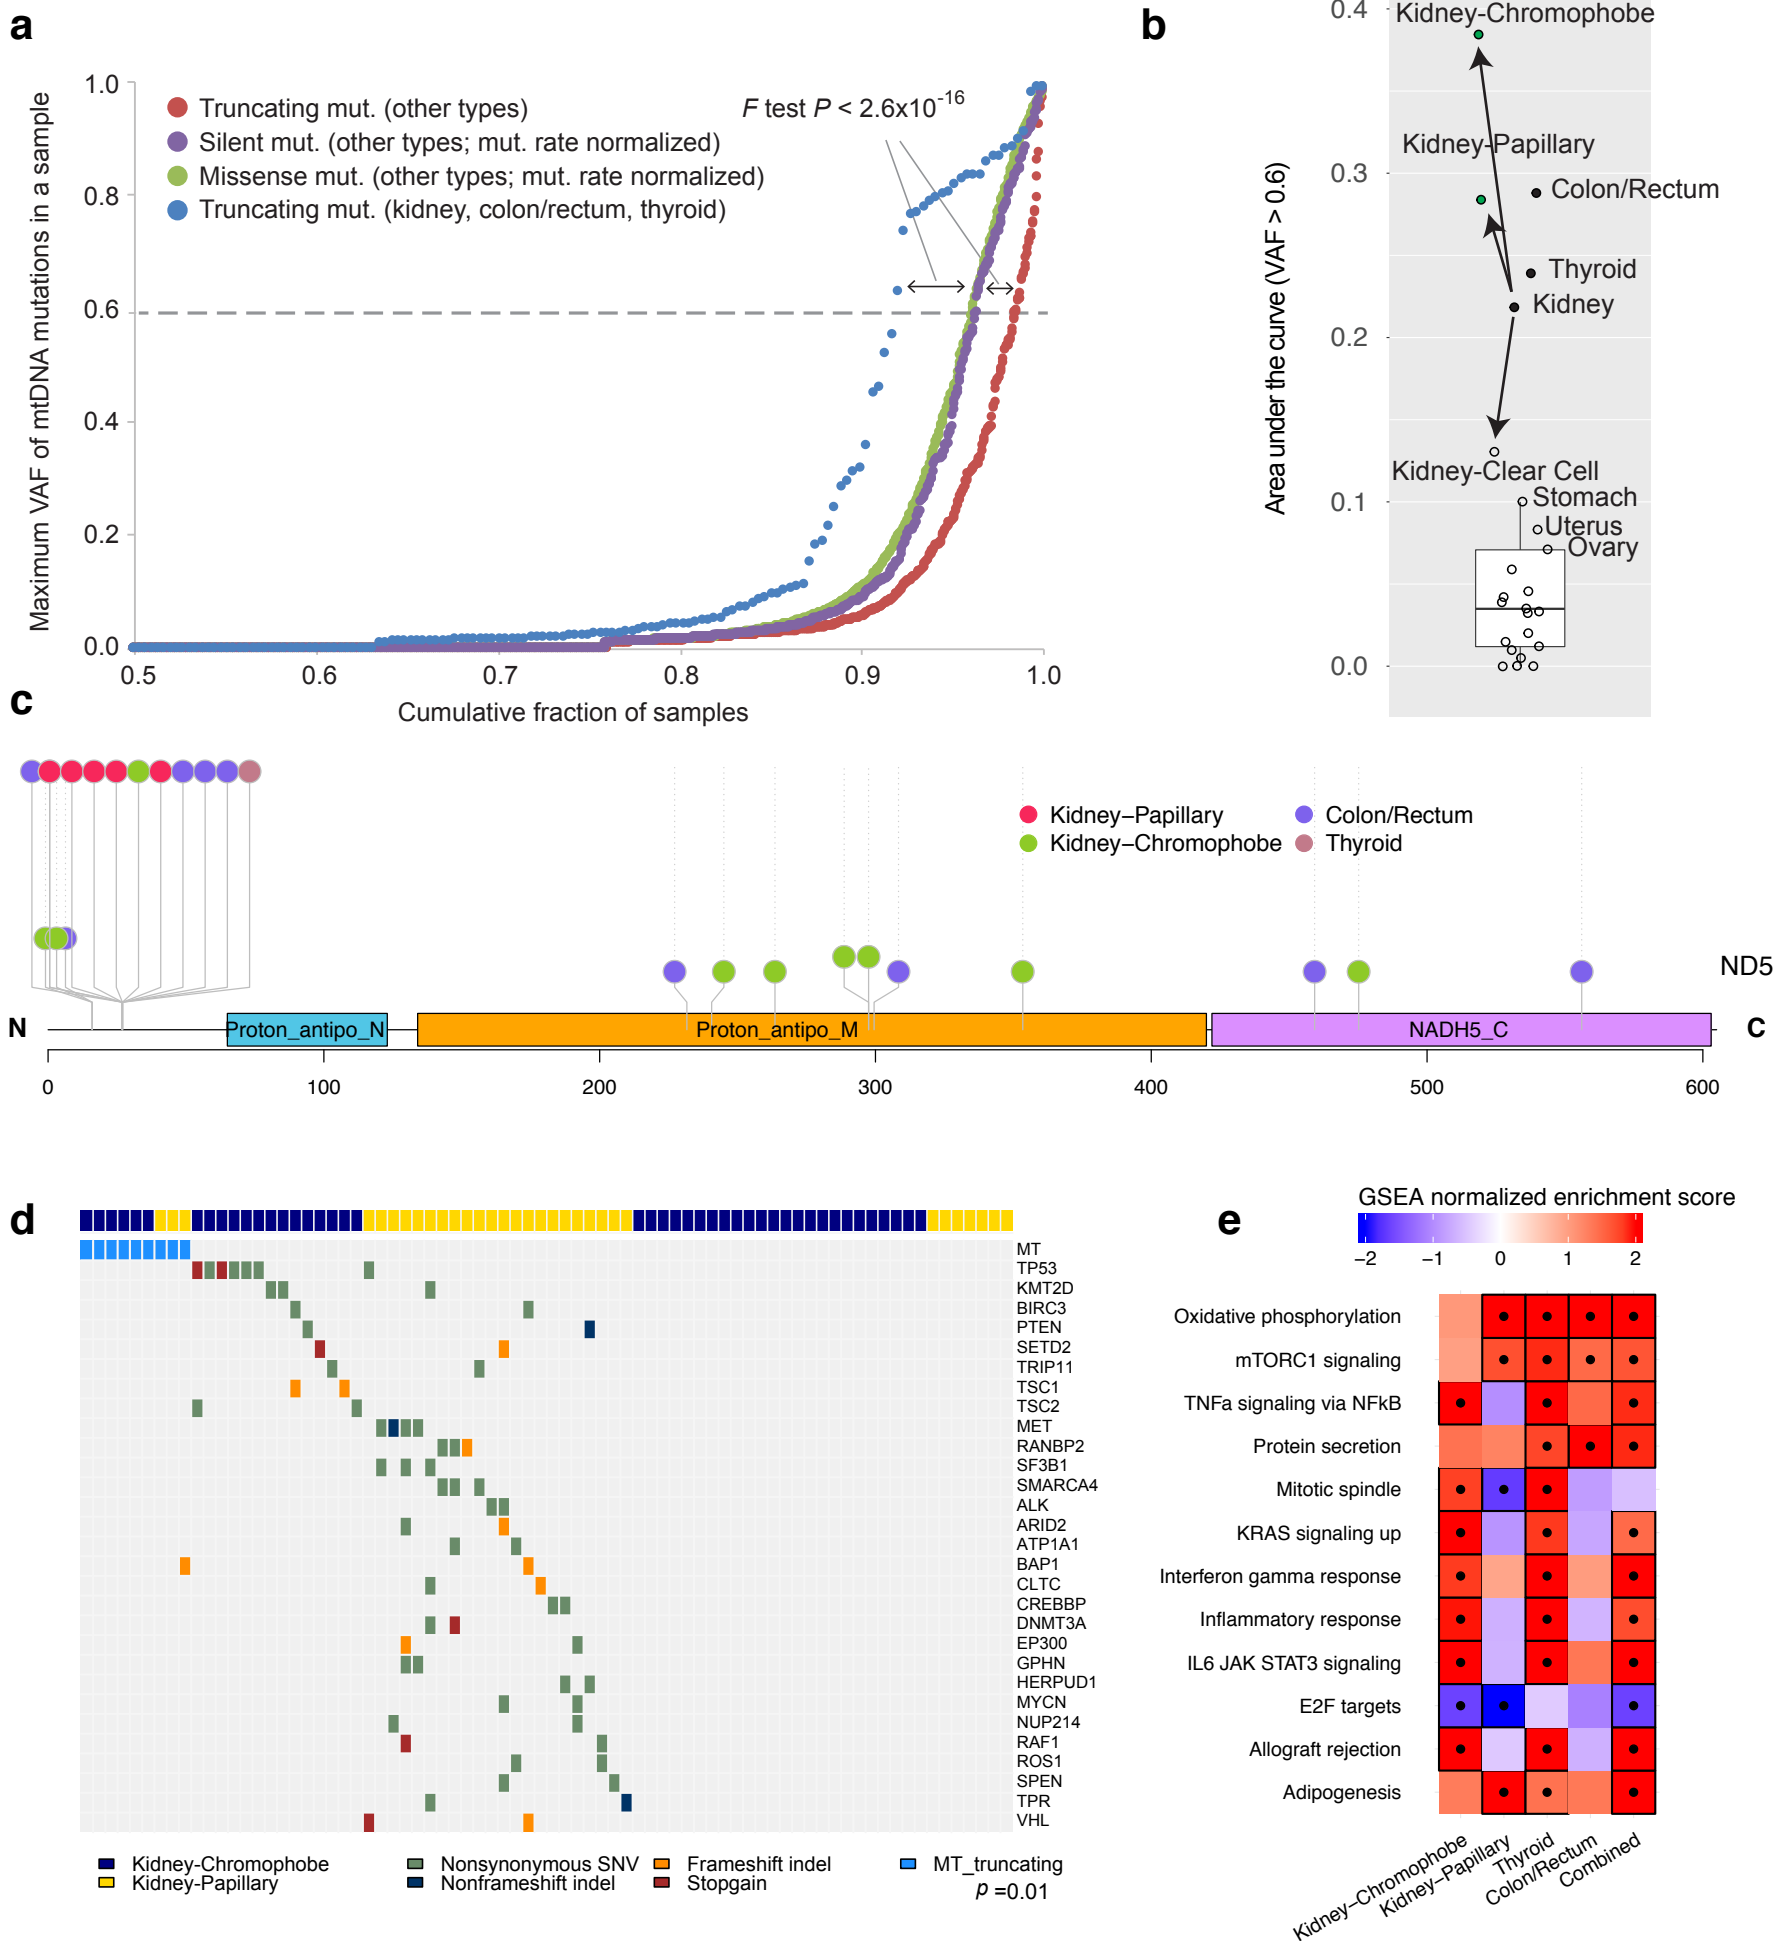 a
Maximum VAF of mtDNA mutations in a sample
1.0
0.8
0.6
0.4
0.2
0.0
Truncating mut. (other types)
Silent mut. (other types; mut. rate normalized)
Missense mut. (other types; mut. rate normalized)
Truncating mut. (kidney, colon/rectum, thyroid)
F test P < 2.6x10-16
0.5 0.6 0.7 0.8 0.9 1.0
Cumulative fraction of samples
b
Area under the curve (VAF > 0.6)
0.4
0.3
0.2
0.1
0.0
Kidney-Chromophobe
Kidney-Papillary
Colon/Rectum
Thyroid
Kidney
Kidney-Clear Cell
Stomach
Uterus
Ovary
c
Kidney–Papillary
Kidney–Chromophobe
Colon/Rectum
Thyroid
ND5
N Proton_antipo_N Proton_antipo_M NADH5_C C
0 100 200 300 400 500 600
d
MT
TP53
KMT2D
BIRC3
PTEN
SETD2
TRIP11
TSC1
TSC2
MET
RANBP2
SF3B1
SMARCA4
ALK
ARID2
ATP1A1
BAP1
CLTC
CREBBP
DNMT3A
EP300
GPHN
HERPUD1
MYCN
NUP214
RAF1
ROS1
SPEN
TPR
VHL
Kidney-Chromophobe
Kidney-Papillary
Nonsynonymous SNV
Nonframeshift indel
Frameshift indel
Stopgain
MT_truncating
p =0.01
e
GSEA normalized enrichment score
−2 −1 0 1 2
Oxidative phosphorylation
mTORC1 signaling
TNFa signaling via NFkB
Protein secretion
Mitotic spindle
KRAS signaling up
Interferon gamma response
Inflammatory response
IL6 JAK STAT3 signaling
E2F targets
Allograft rejection
Adipogenesis
Kidney–Chromophobe
Kidney–Papillary
Thyroid
Colon/Rectum
Combined